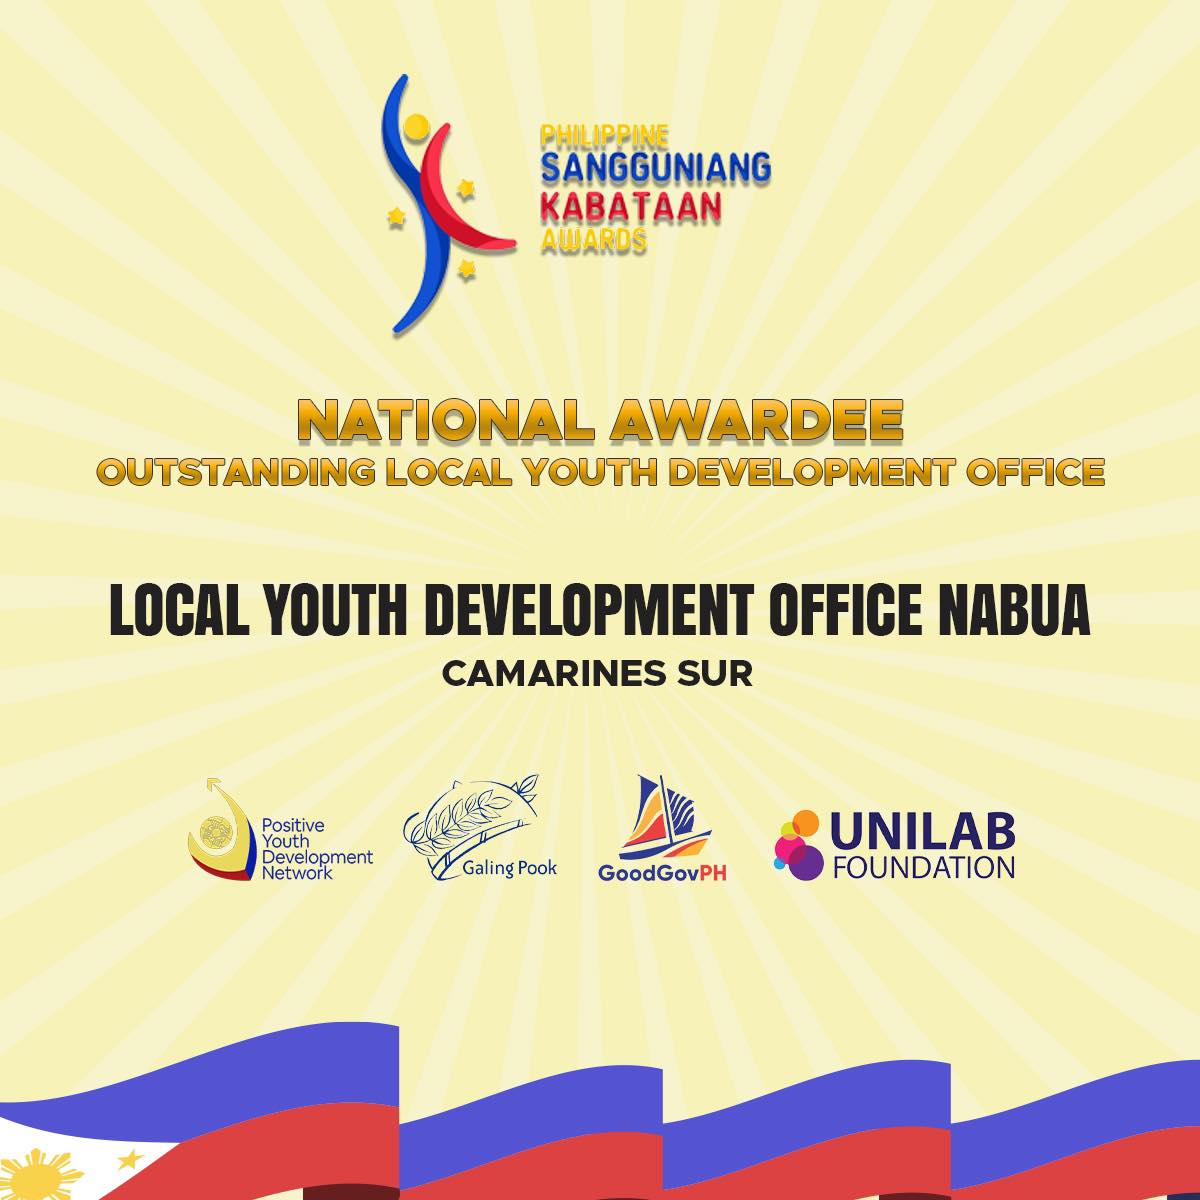 PHILIPPINE
SANGGUNIANG
KABATAAN
AWARDS
NATIONAL AWARDEE
OUTSTANDING LOCAL YOUTH DEVELOPMENT OFFICE
LOCAL YOUTH DEVELOPMENT OFFICE NABUA
CAMARINES SUR
Positive
Youth
Development
Network
Galing Pook
GoodGovPH
UNILAB
FOUNDATION